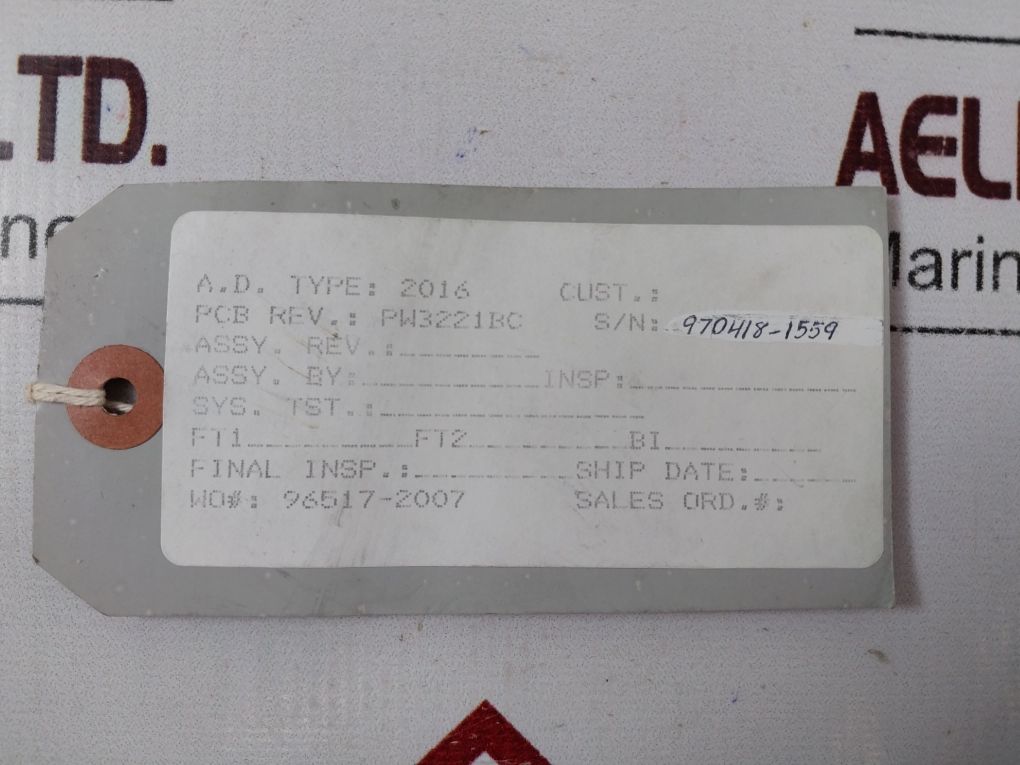 LTD.
AEL
Marin
A.D. TYPE: 2016 CUST.:
PCB REV.: PW3221BC S/N: 970418-1559
ASSY. REV.:
ASSY. BY: INSP:
SYS. TST.:
FT1 FT2 BI
FINAL INSP.: SHIP DATE:
WO#: 96517-2007 SALES ORD.#: